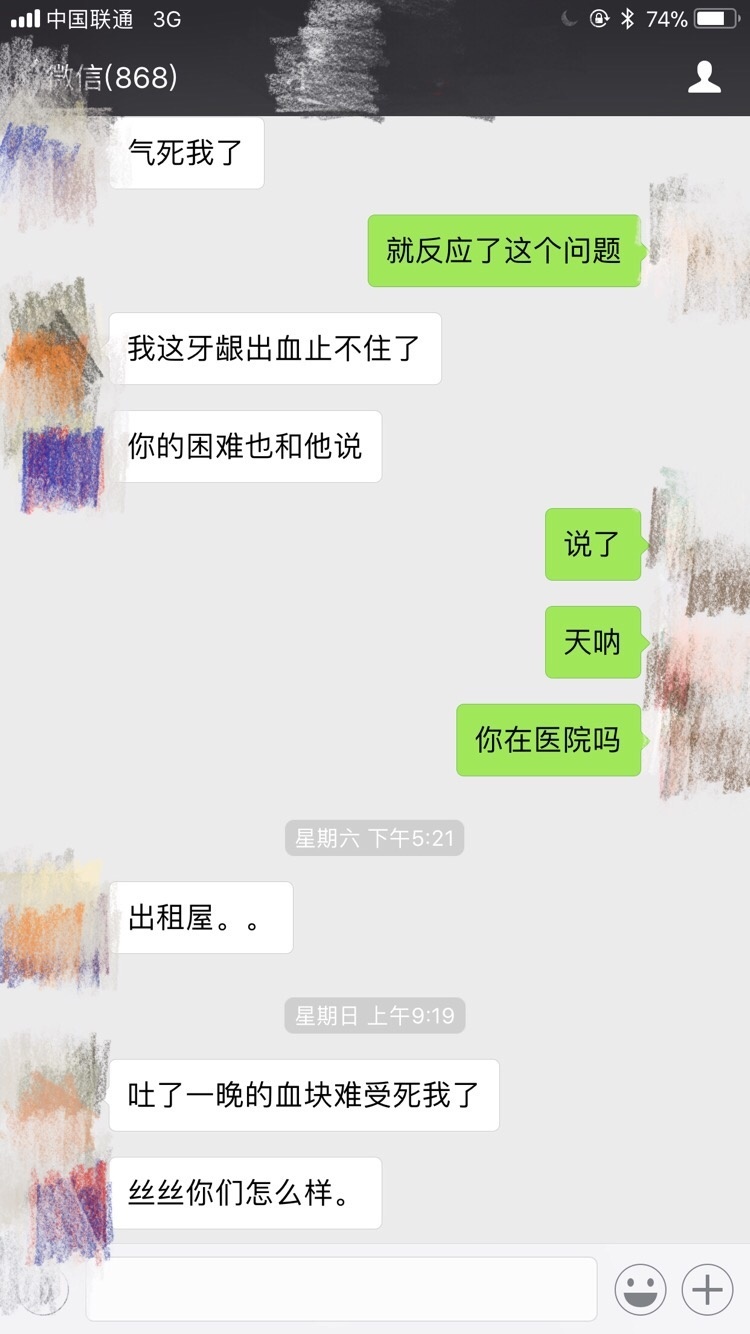 中国联通 3G 74%
微信(868)
气死我了
就反应了这个问题
我这牙龈出血止不住了
你的困难也和他说
说了
天呐
你在医院吗
星期六 下午5:21
出租屋。。
星期日 上午9:19
吐了一晚的血块难受死我了
丝丝你们怎么样。